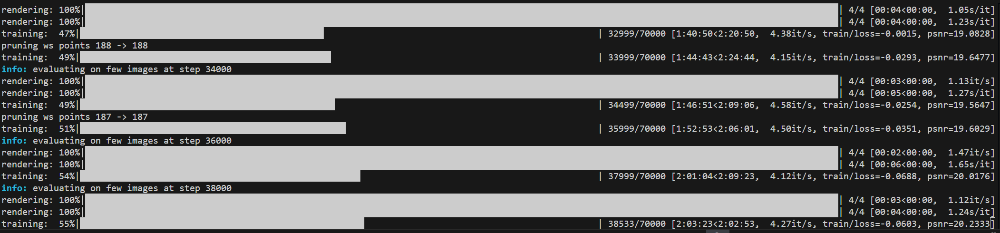 rendering: 100%| | 4/4 [00:04<00:00,  1.05s/it]
rendering: 100%| | 4/4 [00:04<00:00,  1.23s/it]
training:  47%| | 32999/70000 [1:40:50<2:20:50,  4.38it/s, train/loss=-0.0015, psnr=19.0828]
pruning ws points 188 -> 188
training:  49%| | 33999/70000 [1:44:43<2:24:44,  4.15it/s, train/loss=-0.0293, psnr=19.6477]
info: evaluating on few images at step 34000
rendering: 100%| | 4/4 [00:03<00:00,  1.13it/s]
rendering: 100%| | 4/4 [00:05<00:00,  1.27s/it]
training:  49%| | 34499/70000 [1:46:51<2:09:06,  4.58it/s, train/loss=-0.0254, psnr=19.5647]
pruning ws points 187 -> 187
training:  51%| | 35999/70000 [1:52:53<2:06:01,  4.50it/s, train/loss=-0.0351, psnr=19.6029]
info: evaluating on few images at step 36000
rendering: 100%| | 4/4 [00:02<00:00,  1.47it/s]
rendering: 100%| | 4/4 [00:06<00:00,  1.65s/it]
training:  54%| | 37999/70000 [2:01:04<2:09:23,  4.12it/s, train/loss=-0.0688, psnr=20.0176]
info: evaluating on few images at step 38000
rendering: 100%| | 4/4 [00:03<00:00,  1.12it/s]
rendering: 100%| | 4/4 [00:04<00:00,  1.24s/it]
training:  55%| | 38533/70000 [2:03:23<2:02:53,  4.27it/s, train/loss=-0.0603, psnr=20.2333]